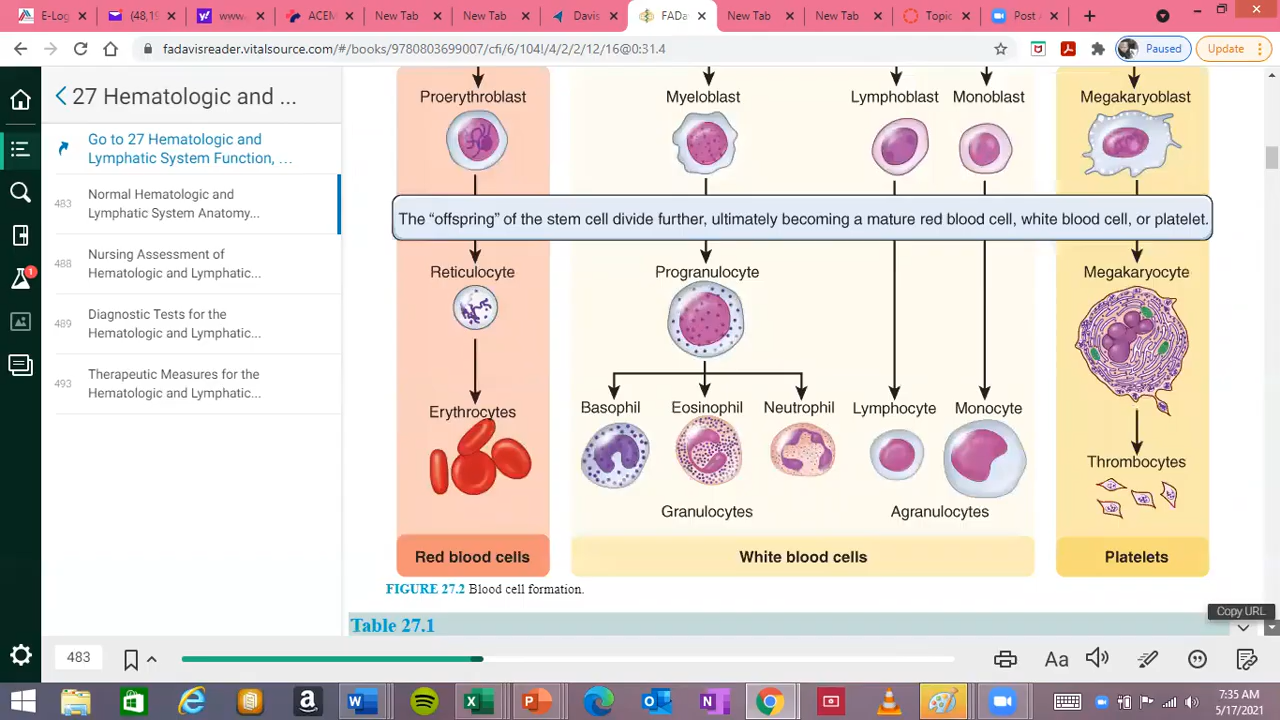 E-Log
(48,19
www.
ACEM
New Tab
New Tab
Davis
FADav
New Tab
New Tab
Topic
Post A
fadavisreader.vitalsource.com/#/books/9780803699007/cfi/6/104!/4/2/2/12/16@0:31.4
Paused
Update
27 Hematologic and ...
Go to 27 Hematologic and
Lymphatic System Function, ...
483
Normal Hematologic and
Lymphatic System Anatomy...
488
Nursing Assessment of
Hematologic and Lymphatic...
1
489
Diagnostic Tests for the
Hematologic and Lymphatic...
493
Therapeutic Measures for the
Hematologic and Lymphatic...
Proerythroblast
Myeloblast
Lymphoblast
Monoblast
Megakaryoblast
The “offspring” of the stem cell divide further, ultimately becoming a mature red blood cell, white blood cell, or platelet.
Reticulocyte
Progranulocyte
Megakaryocyte
Erythrocytes
Basophil
Eosinophil
Neutrophil
Lymphocyte
Monocyte
Thrombocytes
Granulocytes
Agranulocytes
Red blood cells
White blood cells
Platelets
FIGURE 27.2 Blood cell formation.
Copy URL
Table 27.1
483
Aa
7:35 AM
5/17/2021